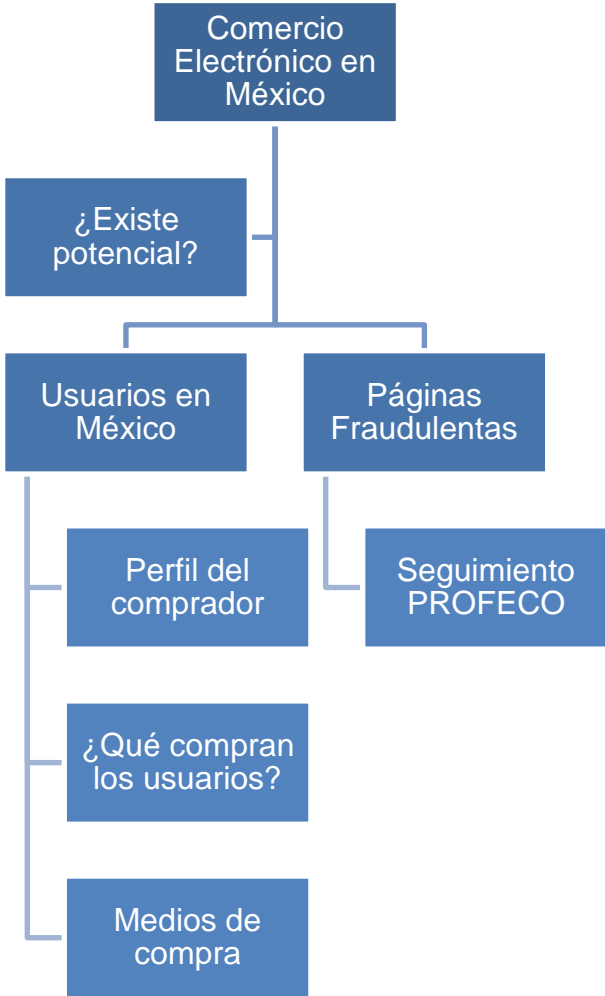 Comercio
Electrónico en
México
¿Existe
potencial?
Usuarios en
México
Páginas
Fraudulentas
Perfil del
comprador
Seguimiento
PROFECO
¿Qué compran
los usuarios?
Medios de
compra